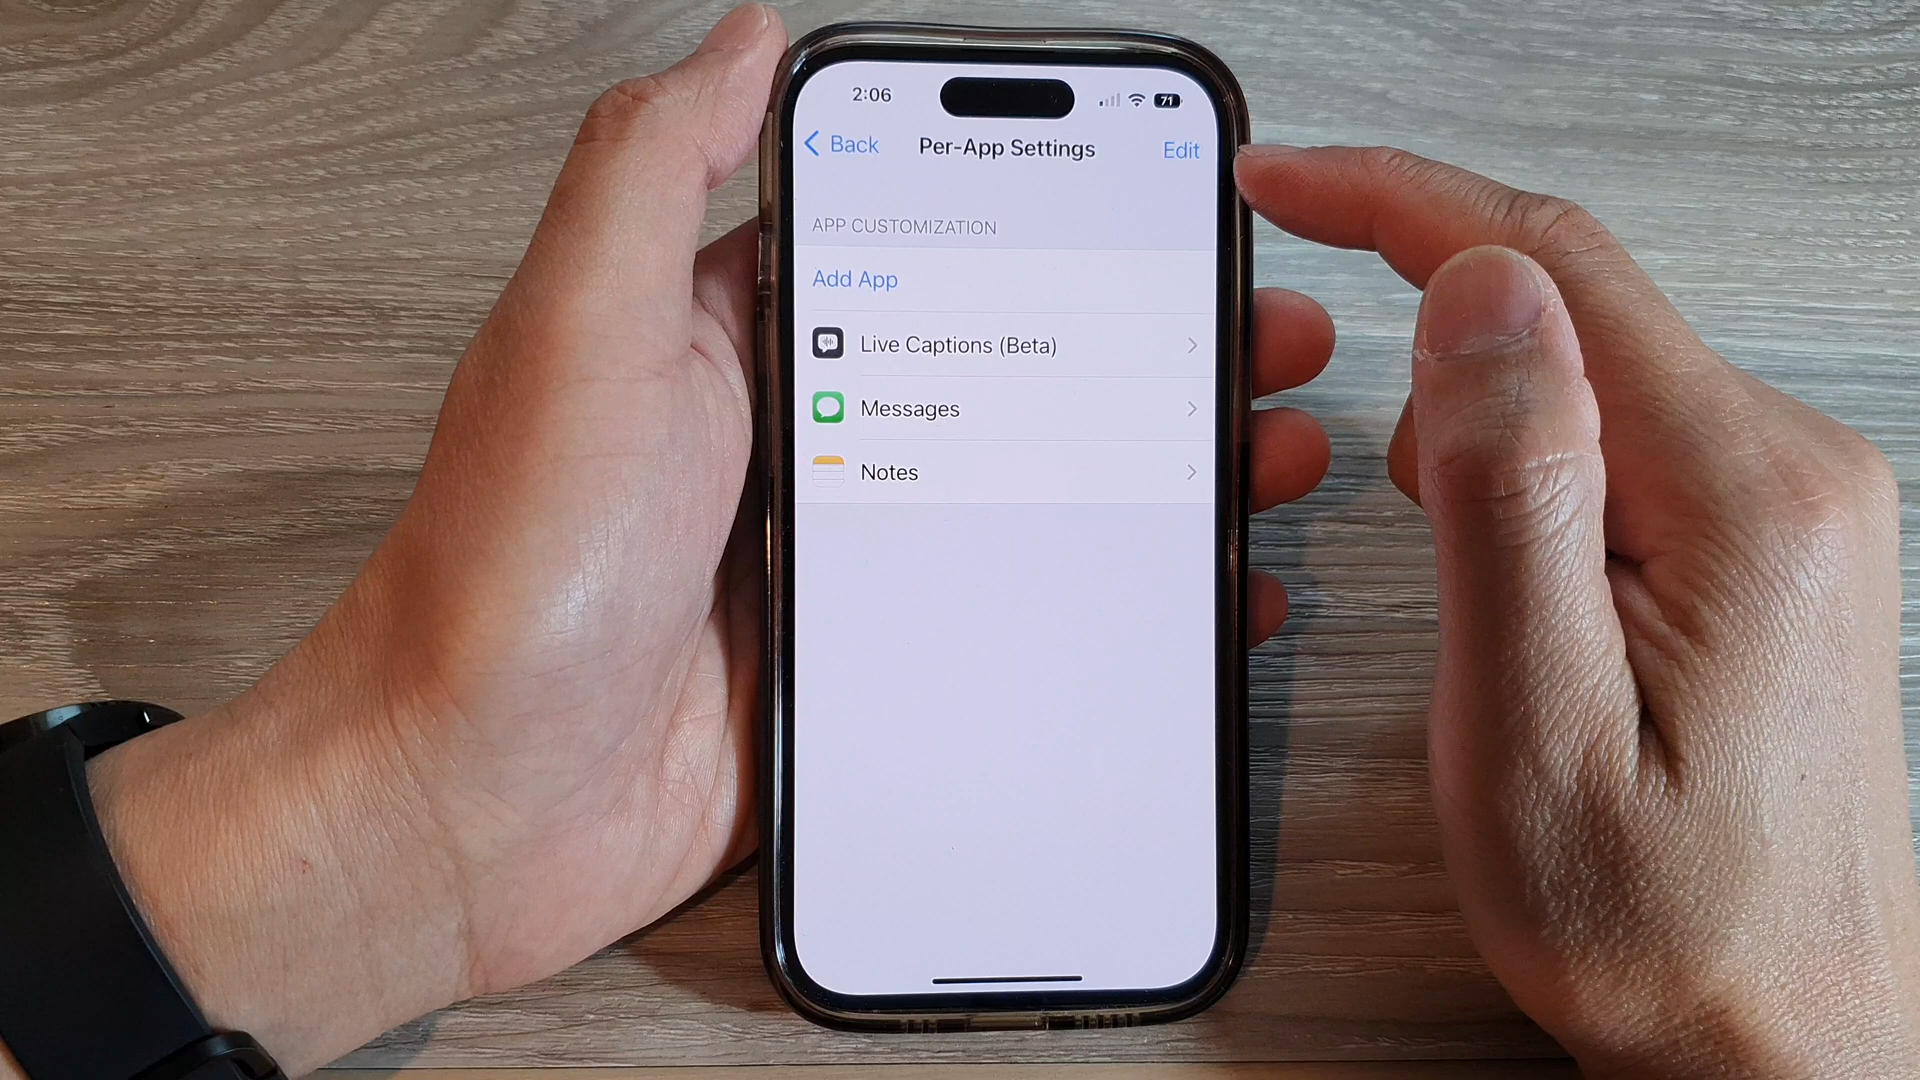 2:06
71
Back
Per-App Settings
Edit
APP CUSTOMIZATION
Add App
Live Captions (Beta)
Messages
Notes